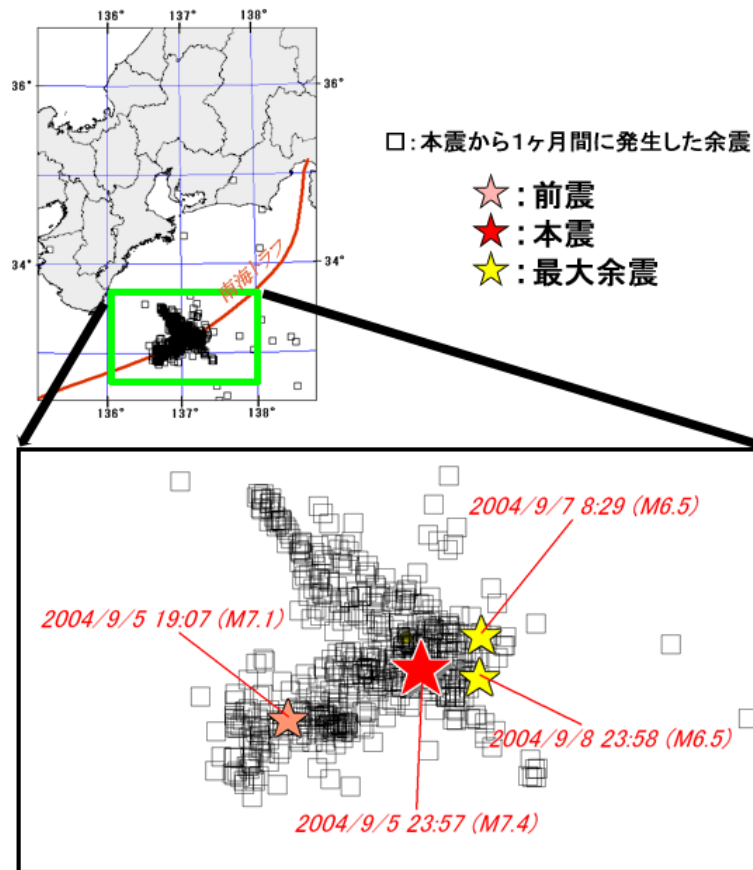 136° 137° 138°
36° 36°
34° 34°
南海トラフ
136° 137° 138°
□:本震から1ヶ月間に発生した余震
★:前震
★:本震
★:最大余震
2004/9/7 8:29 (M6.5)
2004/9/5 19:07 (M7.1)
2004/9/8 23:58 (M6.5)
2004/9/5 23:57 (M7.4)